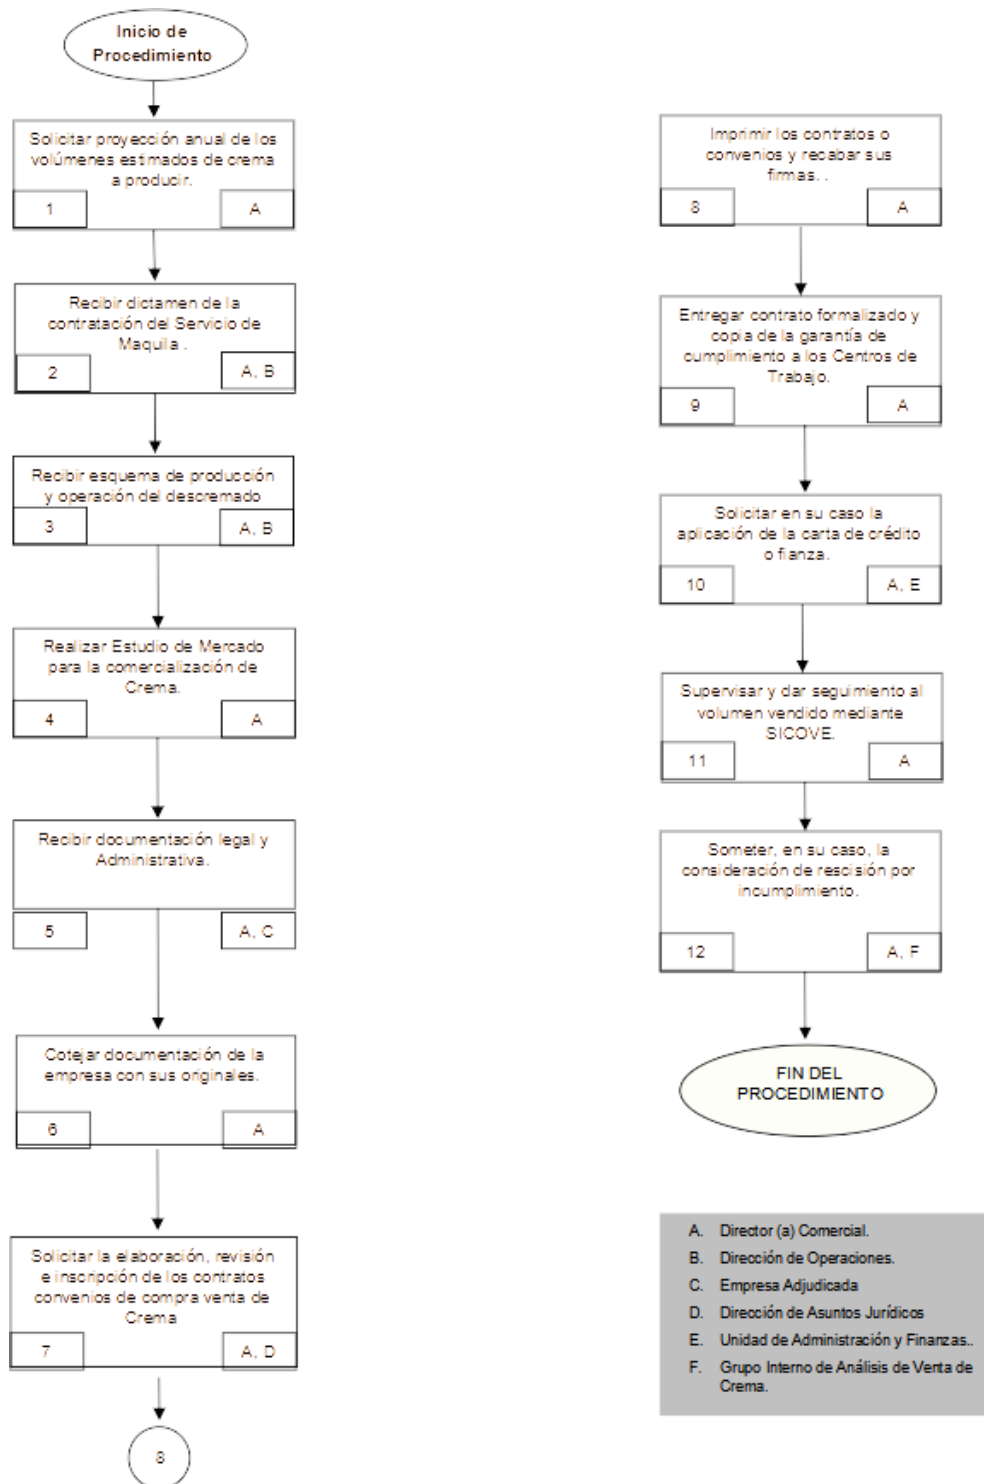 Inicio de
Procedimiento
Solicitar proyección anual de los
volúmenes estimados de crema
a producir.
1
A
Recibir dictamen de la
contratación del Servicio de
Maquila .
2
A, B
Recibir esquema de producción
y operación del descremado
3
A, B
Realizar Estudio de Mercado
para la comercialización de
Crema.
4
A
Recibir documentación legal y
Administrativa.
5
A, C
Cotejar documentación de la
empresa con sus originales.
6
A
Solicitar la elaboración, revisión
e inscripción de los contratos
convenios de compra venta de
Crema
7
A, D
8
Imprimir los contratos o
convenios y recabar sus
firmas. .
8
A
Entregar contrato formalizado y
copia de la garantía de
cumplimiento a los Centros de
Trabajo.
9
A
Solicitar en su caso la
aplicación de la carta de crédito
o fianza.
10
A, E
Supervisar y dar seguimiento al
volumen vendido mediante
SICOVE.
11
A
Someter, en su caso, la
consideración de rescisión por
incumplimiento.
12
A, F
FIN DEL
PROCEDIMIENTO
A. Director (a) Comercial.
B. Dirección de Operaciones.
C. Empresa Adjudicada
D. Dirección de Asuntos Jurídicos
E. Unidad de Administración y Finanzas..
F. Grupo Interno de Análisis de Venta de
Crema.